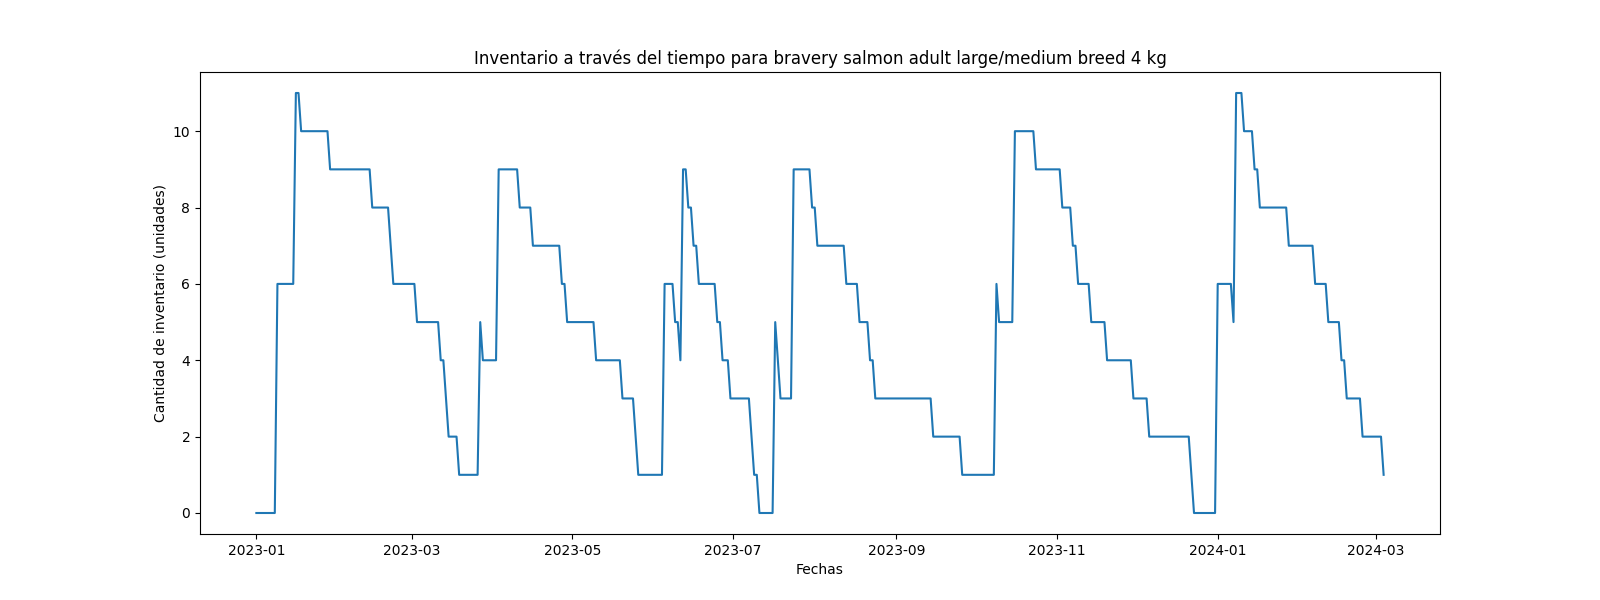 Inventario a través del tiempo para bravery salmon adult large/medium breed 4 kg
Cantidad de inventario (unidades)
10
8
6
4
2
0
2023-01 2023-03 2023-05 2023-07 2023-09 2023-11 2024-01 2024-03
Fechas